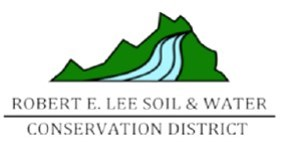 ROBERT E. LEE SOIL & WATER
CONSERVATION DISTRICT